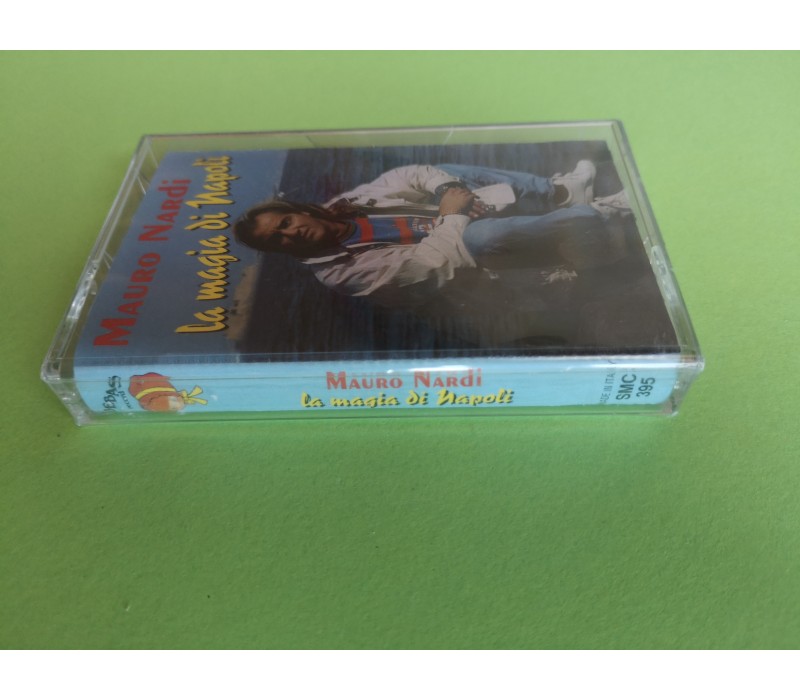 MAURO NARDI
La magia di Napoli
MAURO NARDI
La magia di Napoli
SMC
395